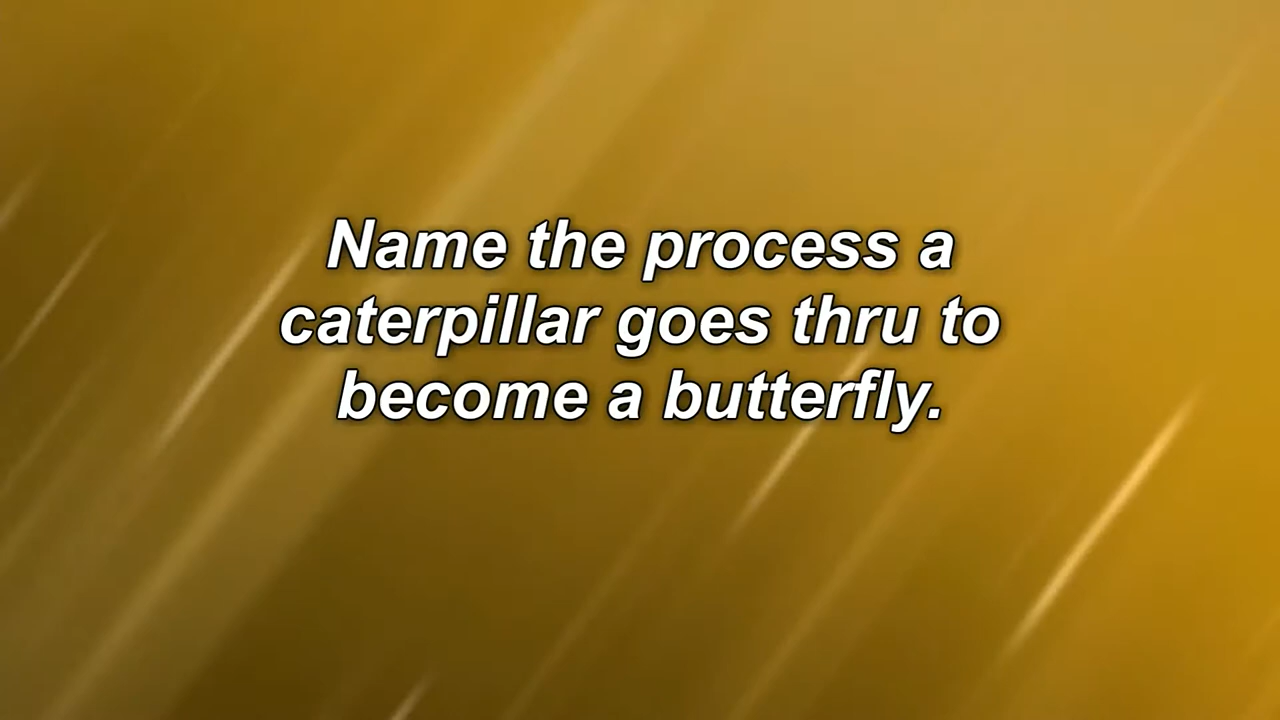 Name the process a
caterpillar goes thru to
become a butterfly.